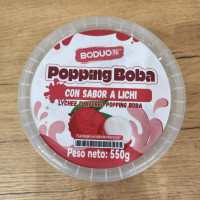 BODUO
Popping Boba
CON SABOR A LICHI
LYCHEE FLAVORED POPPING BOBA
Peso neto: 550g